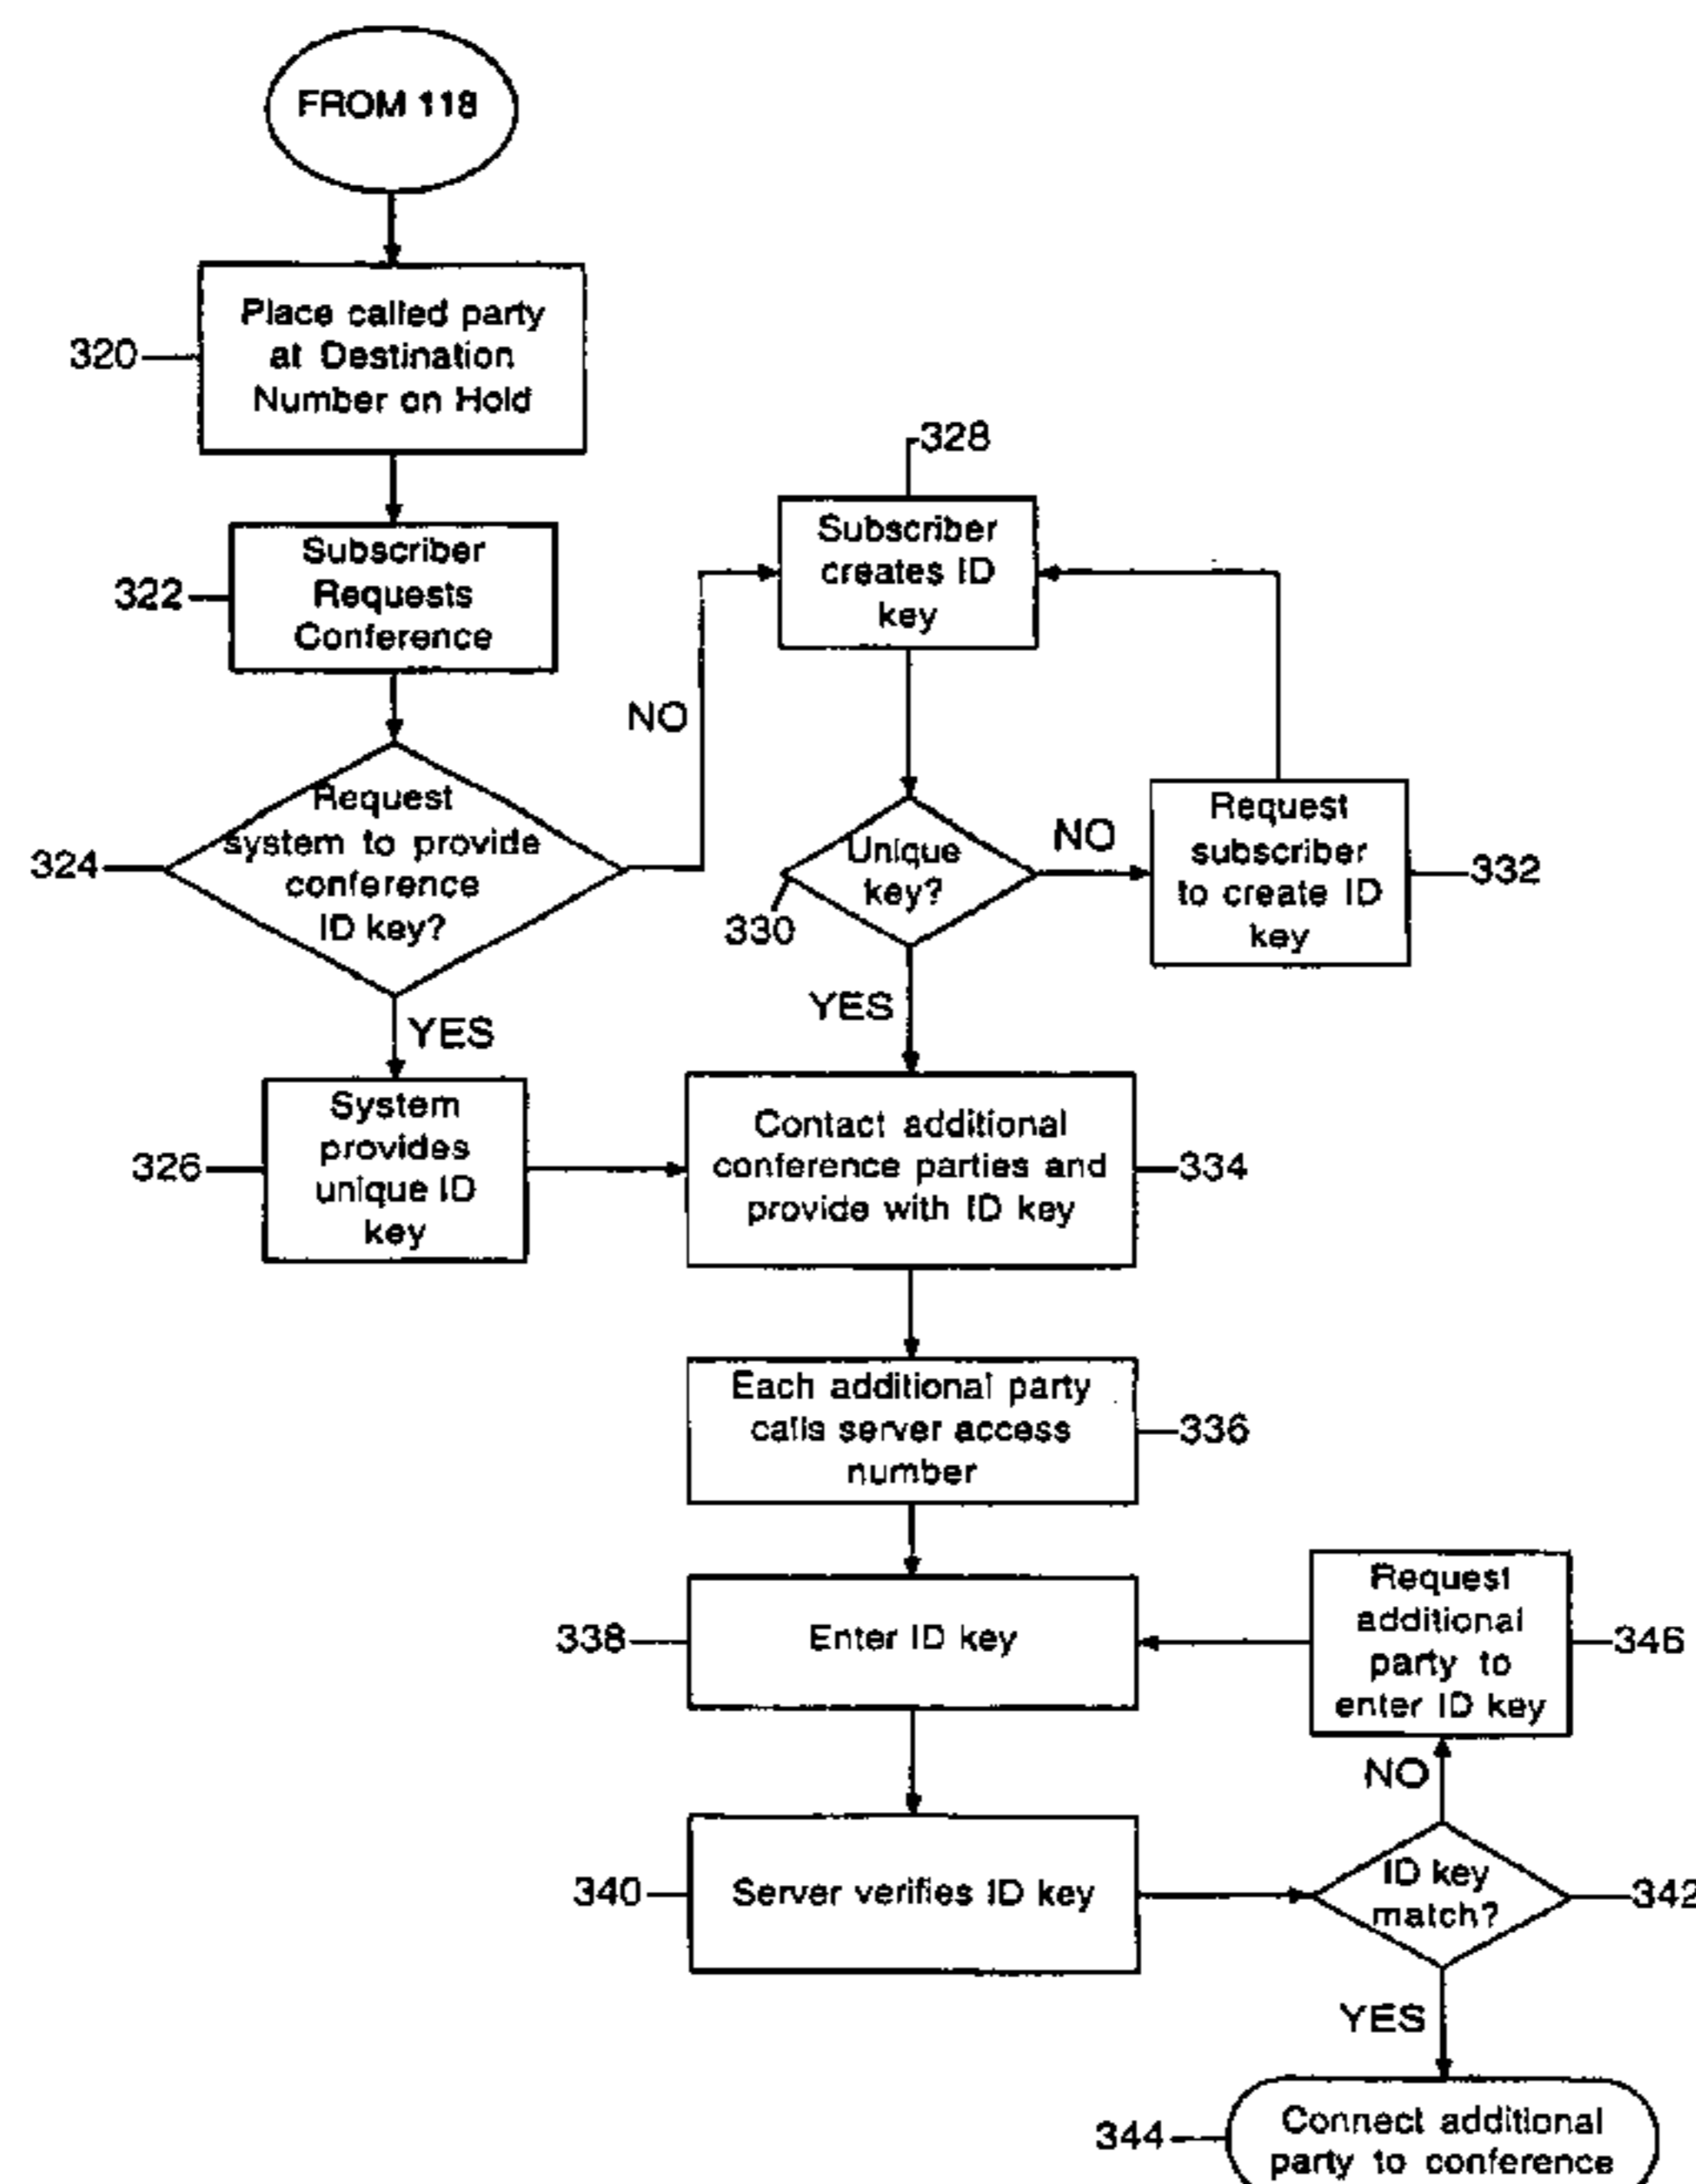 FROM 118
320
Place called party
at Destination
Number on Hold
322
Subscriber
Requests
Conference
324
Request
system to provide
conference
ID key?
NO
YES
326
System
provides
unique ID
key
328
Subscriber
creates ID
key
330
Unique
key?
NO
YES
332
Request
subscriber
to create ID
key
334
Contact additional
conference parties and
provide with ID key
336
Each additional party
calls server access
number
338
Enter ID key
346
Request
additional
party to
enter ID key
340
Server verifies ID key
342
ID key
match?
NO
YES
344
Connect additional
party to conference